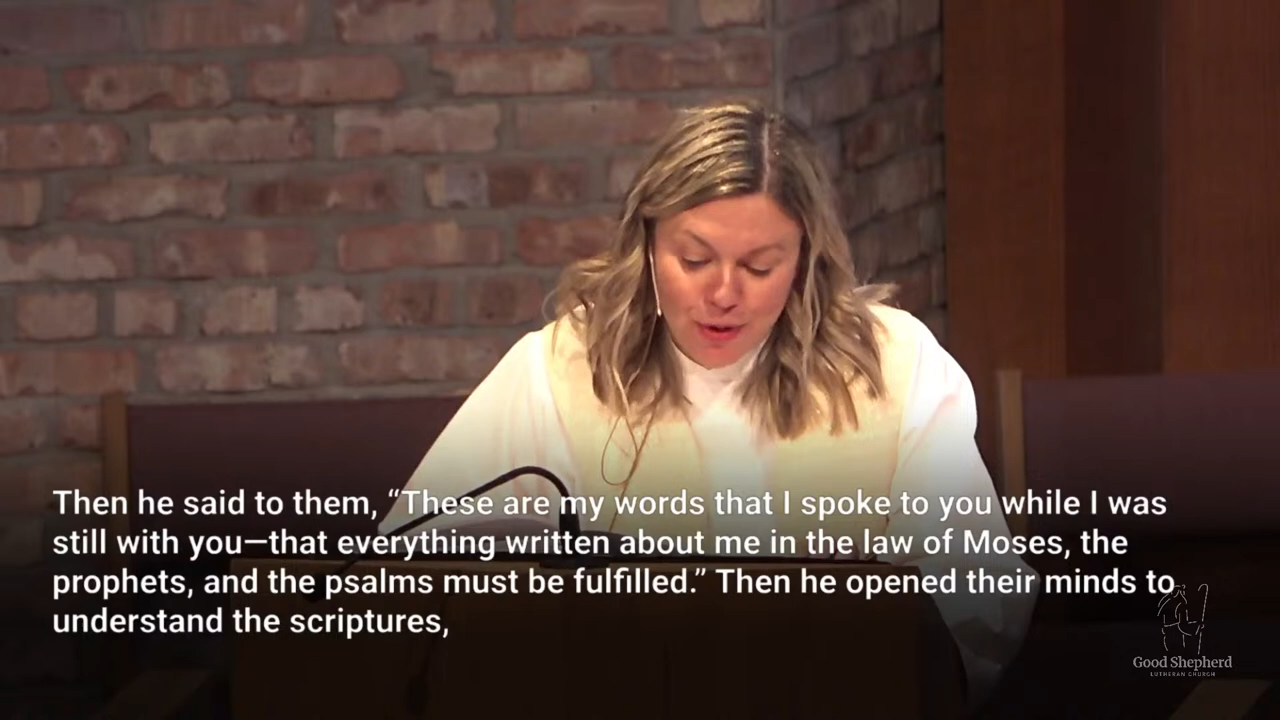 Then he said to them, “These are my words that I spoke to you while I was
still with you—that everything written about me in the law of Moses, the
prophets, and the psalms must be fulfilled.” Then he opened their minds to
understand the scriptures,
Good Shepherd
LUTHERAN CHURCH